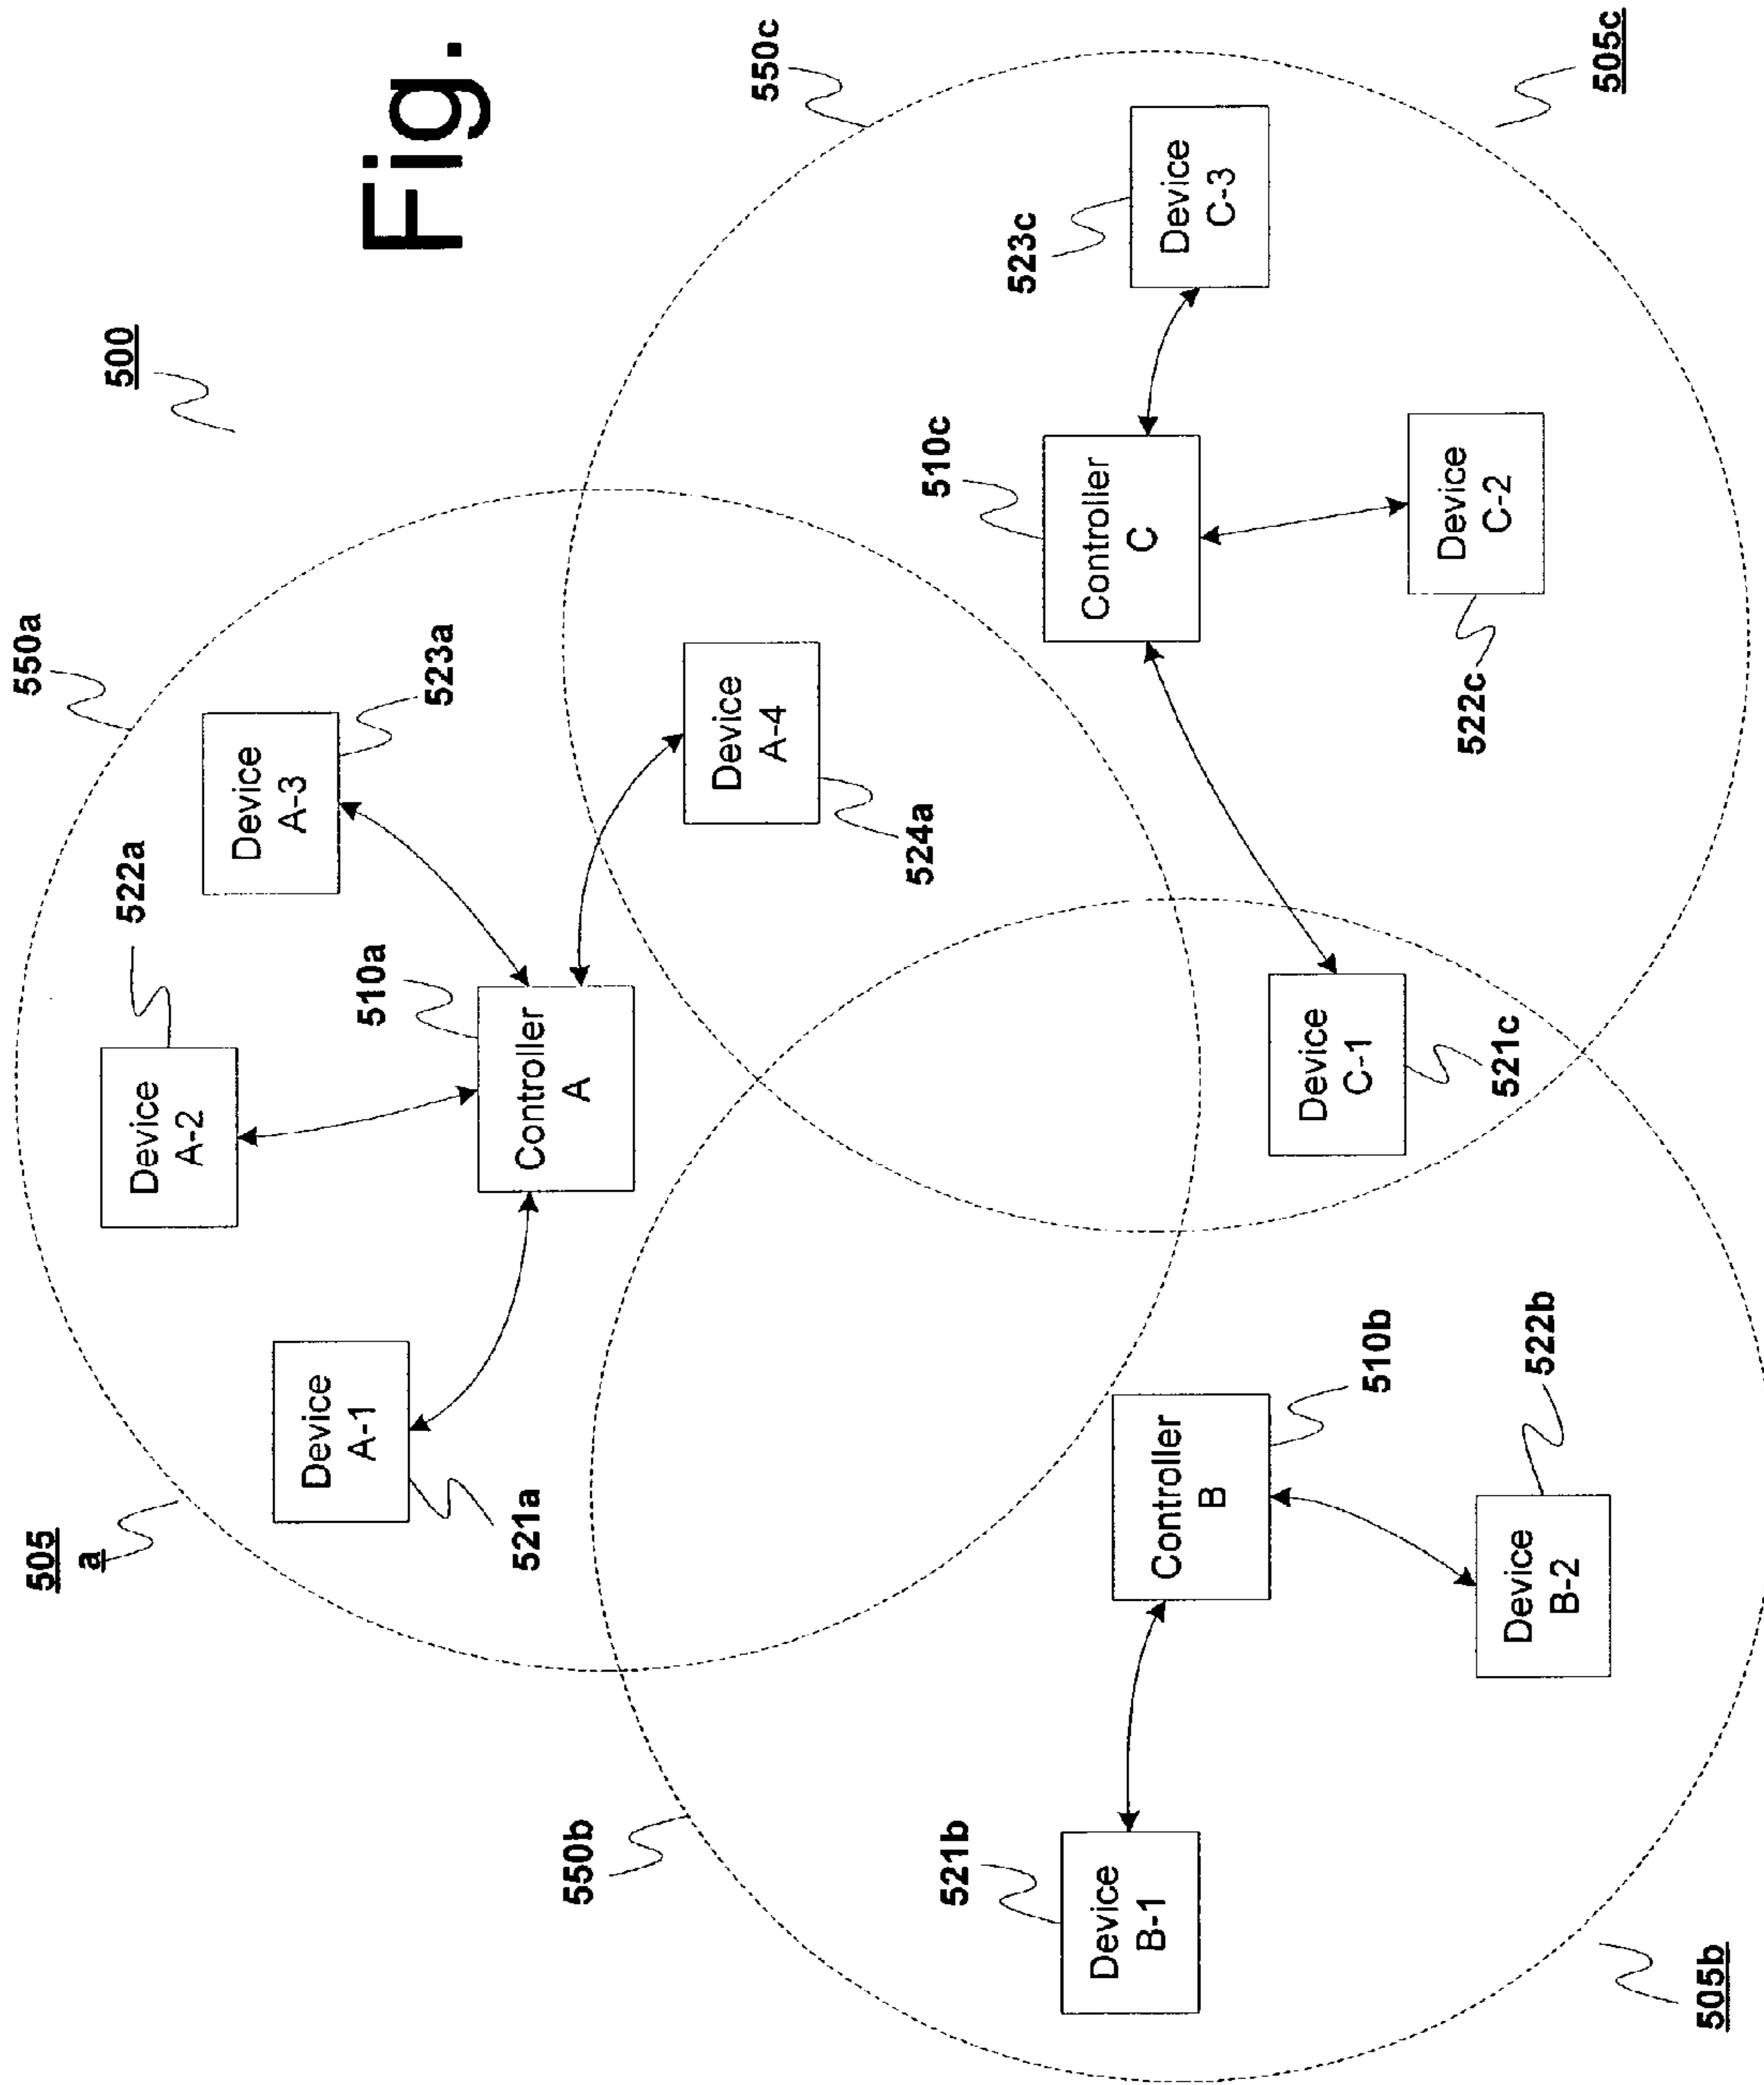 Fig.
500
505
a
550a
522a
Device
A-2
Device
A-3
523a
Device
A-1
521a
510a
Controller
A
Device
A-4
524a
550b
550c
521b
Device
B-1
Controller
B
510b
Device
B-2
522b
505b
Device
C-1
521c
510c
Controller
C
523c
Device
C-3
Device
C-2
522c
505c